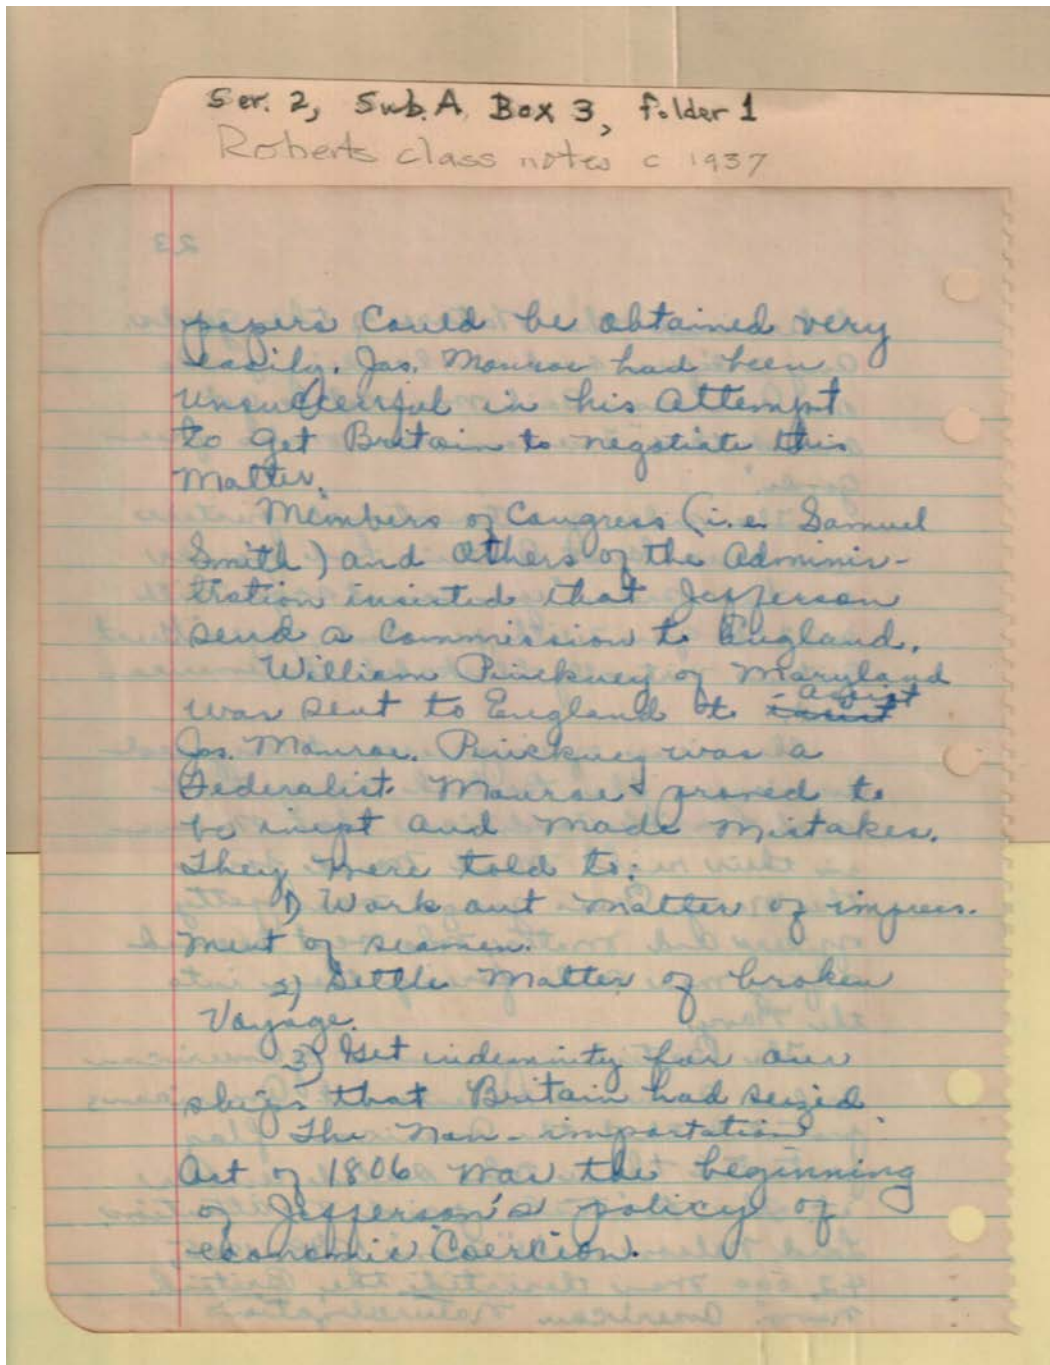 Ser. 2, Sub. A, Box 3, folder 1
Roberts class notes c 1937
23
papers Could be obtained very
easily. Jas. Monroe had been
unsuccessful in his attempt
to get Britain to negotiate this
Matter.
Members of Congress (i.e. Samuel
Smith) and others of the Adminis-
tration insisted that Jefferson
send a Commission to England.
William Pinckney of Maryland
was sent to England to assist
Jas. Monroe. Pinckney was a
Federalist. Monroe proved to
be inept and made mistakes.
They were told to:
1) Work out matter of impress-
ment of seamen.
2) Settle Matter of broken
Voyage.
3) Get indemnity for our
ships that Britain had seized
The Non-importation
Act of 1806 was the beginning
of Jefferson's policy of
economic Coercion.